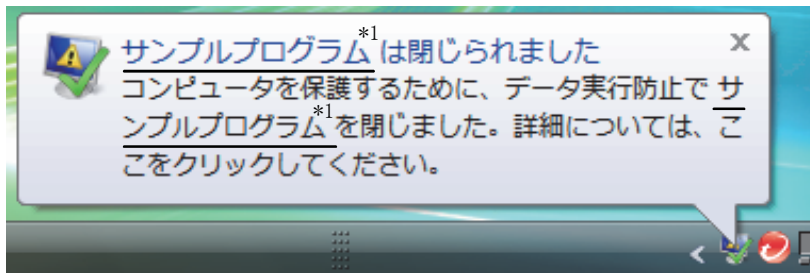 サンプルプログラム*1 は閉じられました
コンピュータを保護するために、データ実行防止で サ
ンプルプログラム*1 を閉じました。詳細については、こ
こをクリックしてください。